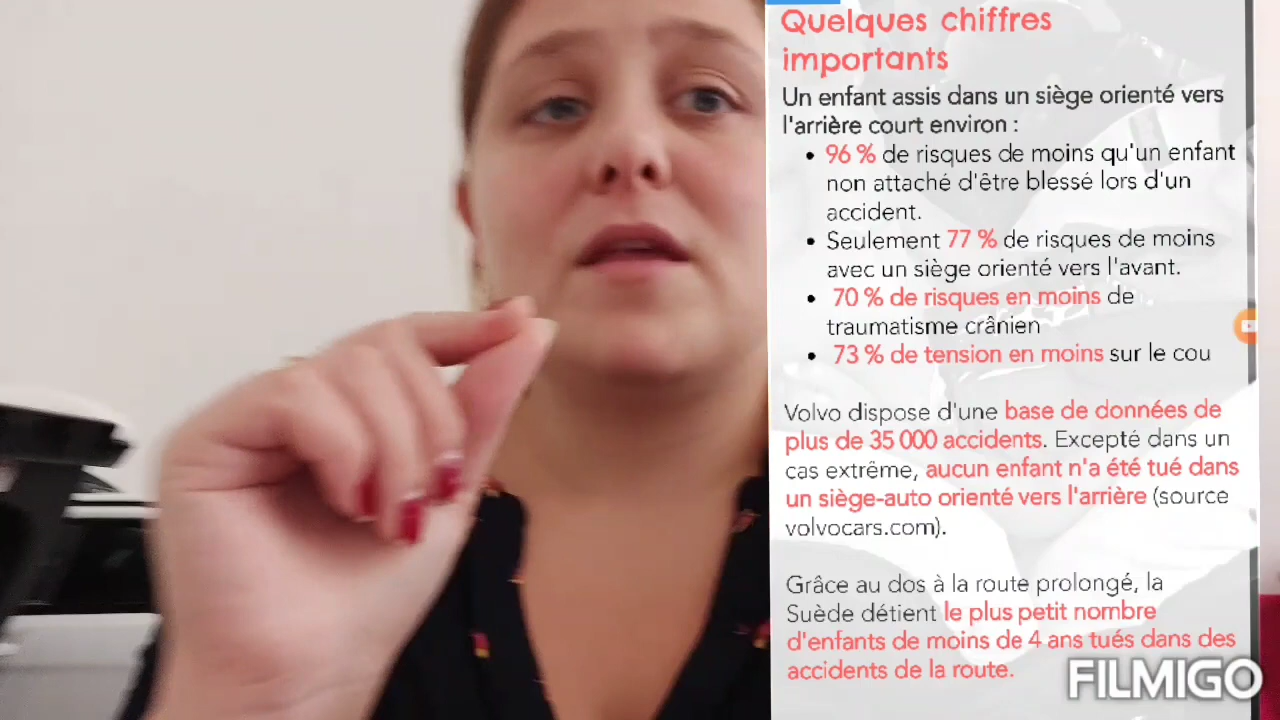 Quelques chiffres
importants
Un enfant assis dans un siège orienté vers
l'arrière court environ :
• 96 % de risques de moins qu'un enfant
non attaché d'être blessé lors d'un
accident.
• Seulement 77 % de risques de moins
avec un siège orienté vers l'avant.
• 70 % de risques en moins de
traumatisme crânien
• 73 % de tension en moins sur le cou
Volvo dispose d'une base de données de
plus de 35 000 accidents. Excepté dans un
cas extrême, aucun enfant n'a été tué dans
un siège-auto orienté vers l'arrière (source
volvocars.com).
Grâce au dos à la route prolongé, la
Suède détient le plus petit nombre
d'enfants de moins de 4 ans tués dans des
accidents de la route.
FILMIGO